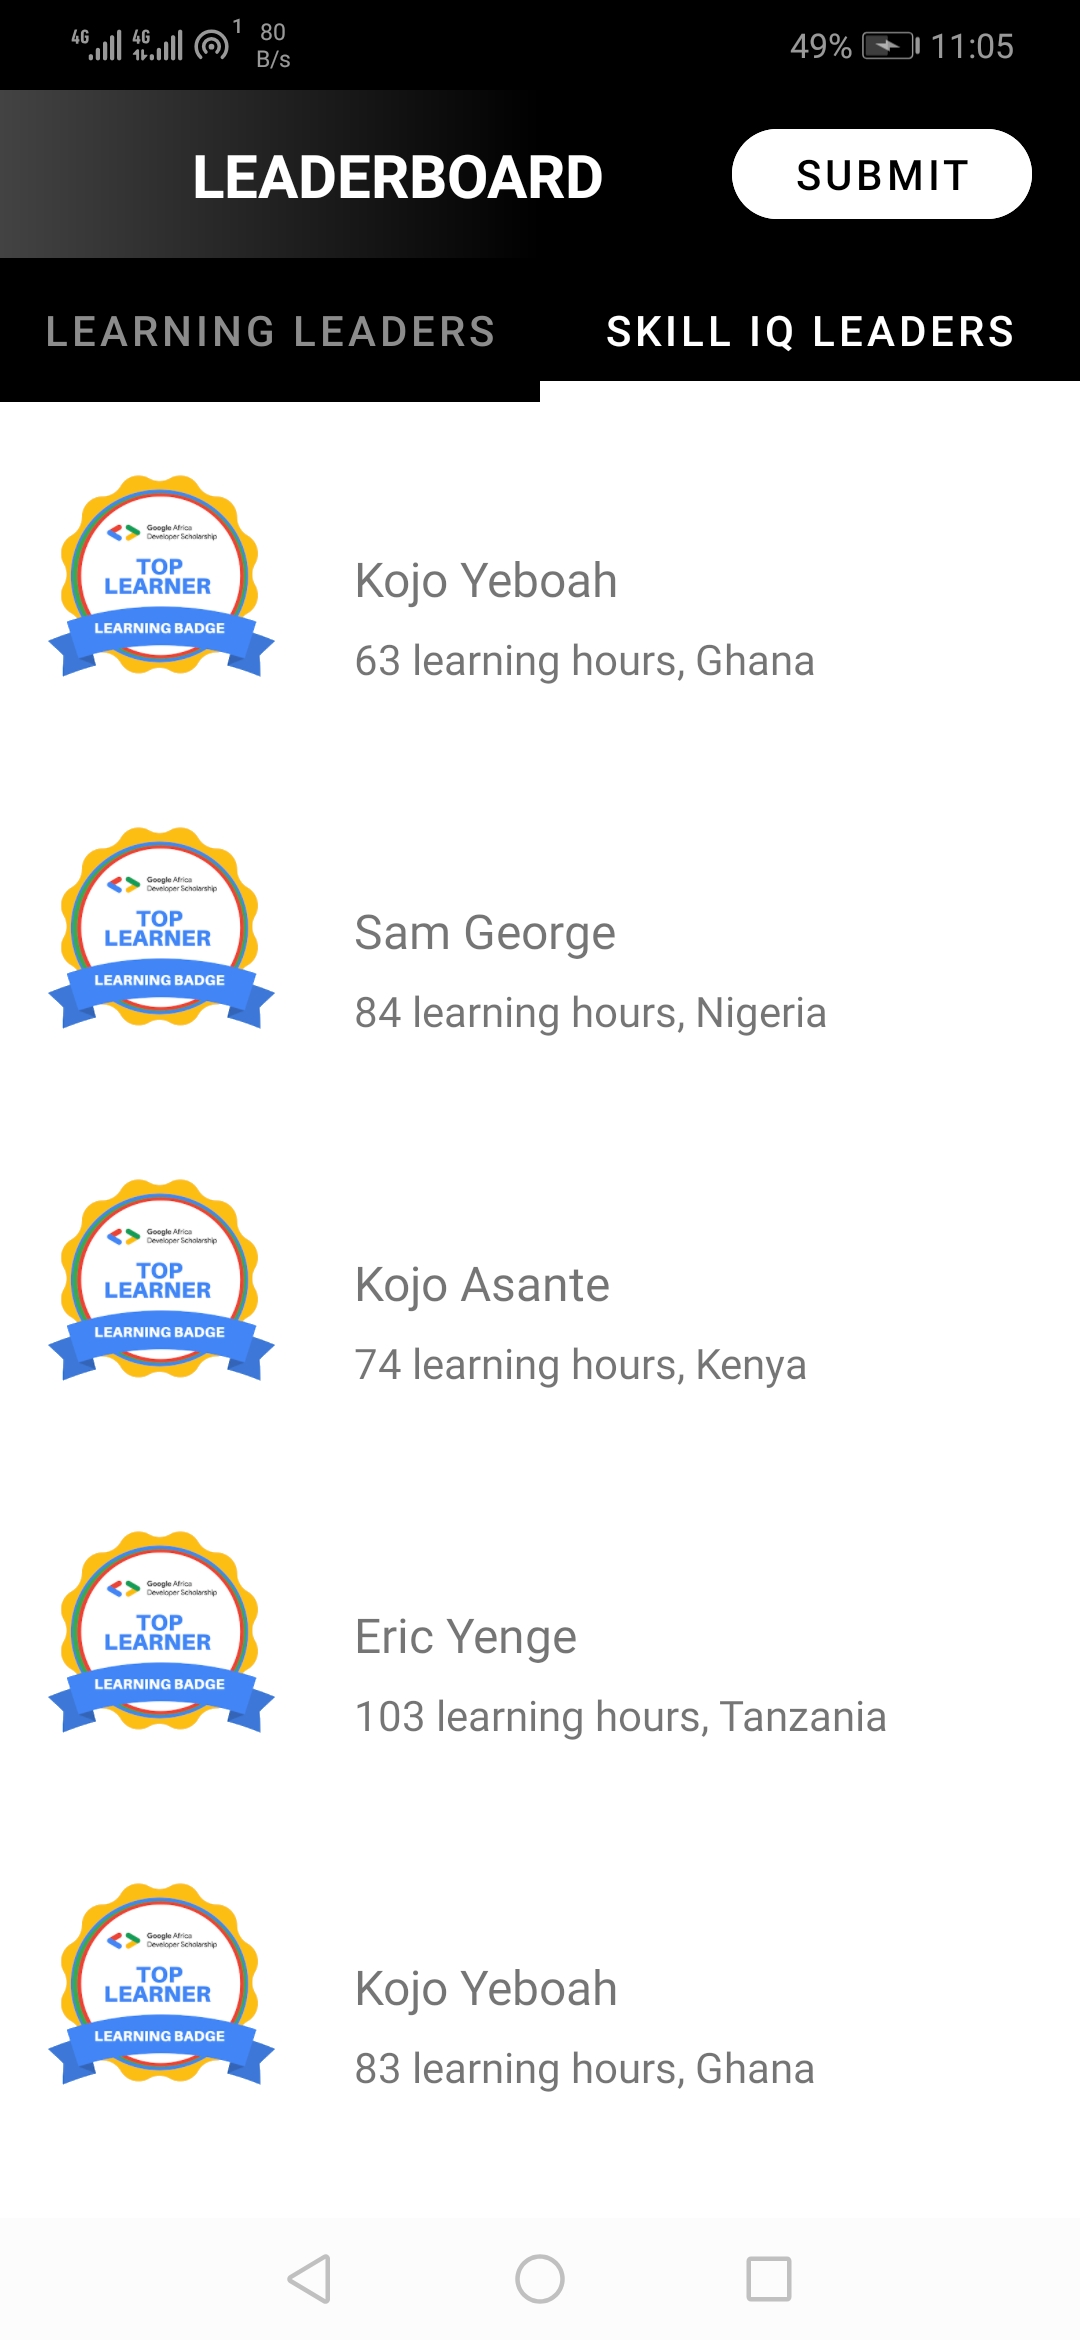 4G 4G 1 80 B/s 49% 11:05
LEADERBOARD SUBMIT
LEARNING LEADERS SKILL IQ LEADERS
Google Africa
Developer Scholarship
TOP
LEARNER
LEARNING BADGE
Kojo Yeboah
63 learning hours, Ghana
Google Africa
Developer Scholarship
TOP
LEARNER
LEARNING BADGE
Sam George
84 learning hours, Nigeria
Google Africa
Developer Scholarship
TOP
LEARNER
LEARNING BADGE
Kojo Asante
74 learning hours, Kenya
Google Africa
Developer Scholarship
TOP
LEARNER
LEARNING BADGE
Eric Yenge
103 learning hours, Tanzania
Google Africa
Developer Scholarship
TOP
LEARNER
LEARNING BADGE
Kojo Yeboah
83 learning hours, Ghana